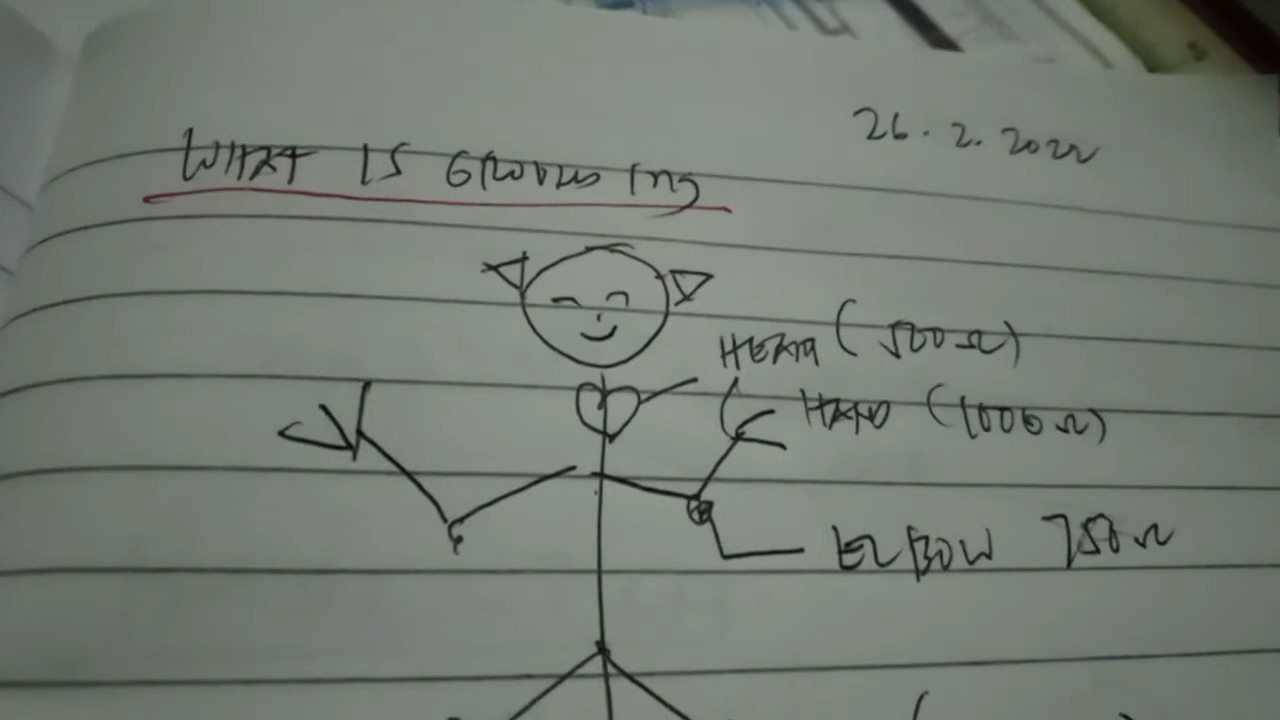 26.2.2022
WHAT IS GROUNDING
HEART (500Ω)
HAND (1000Ω)
ELBOW 750Ω